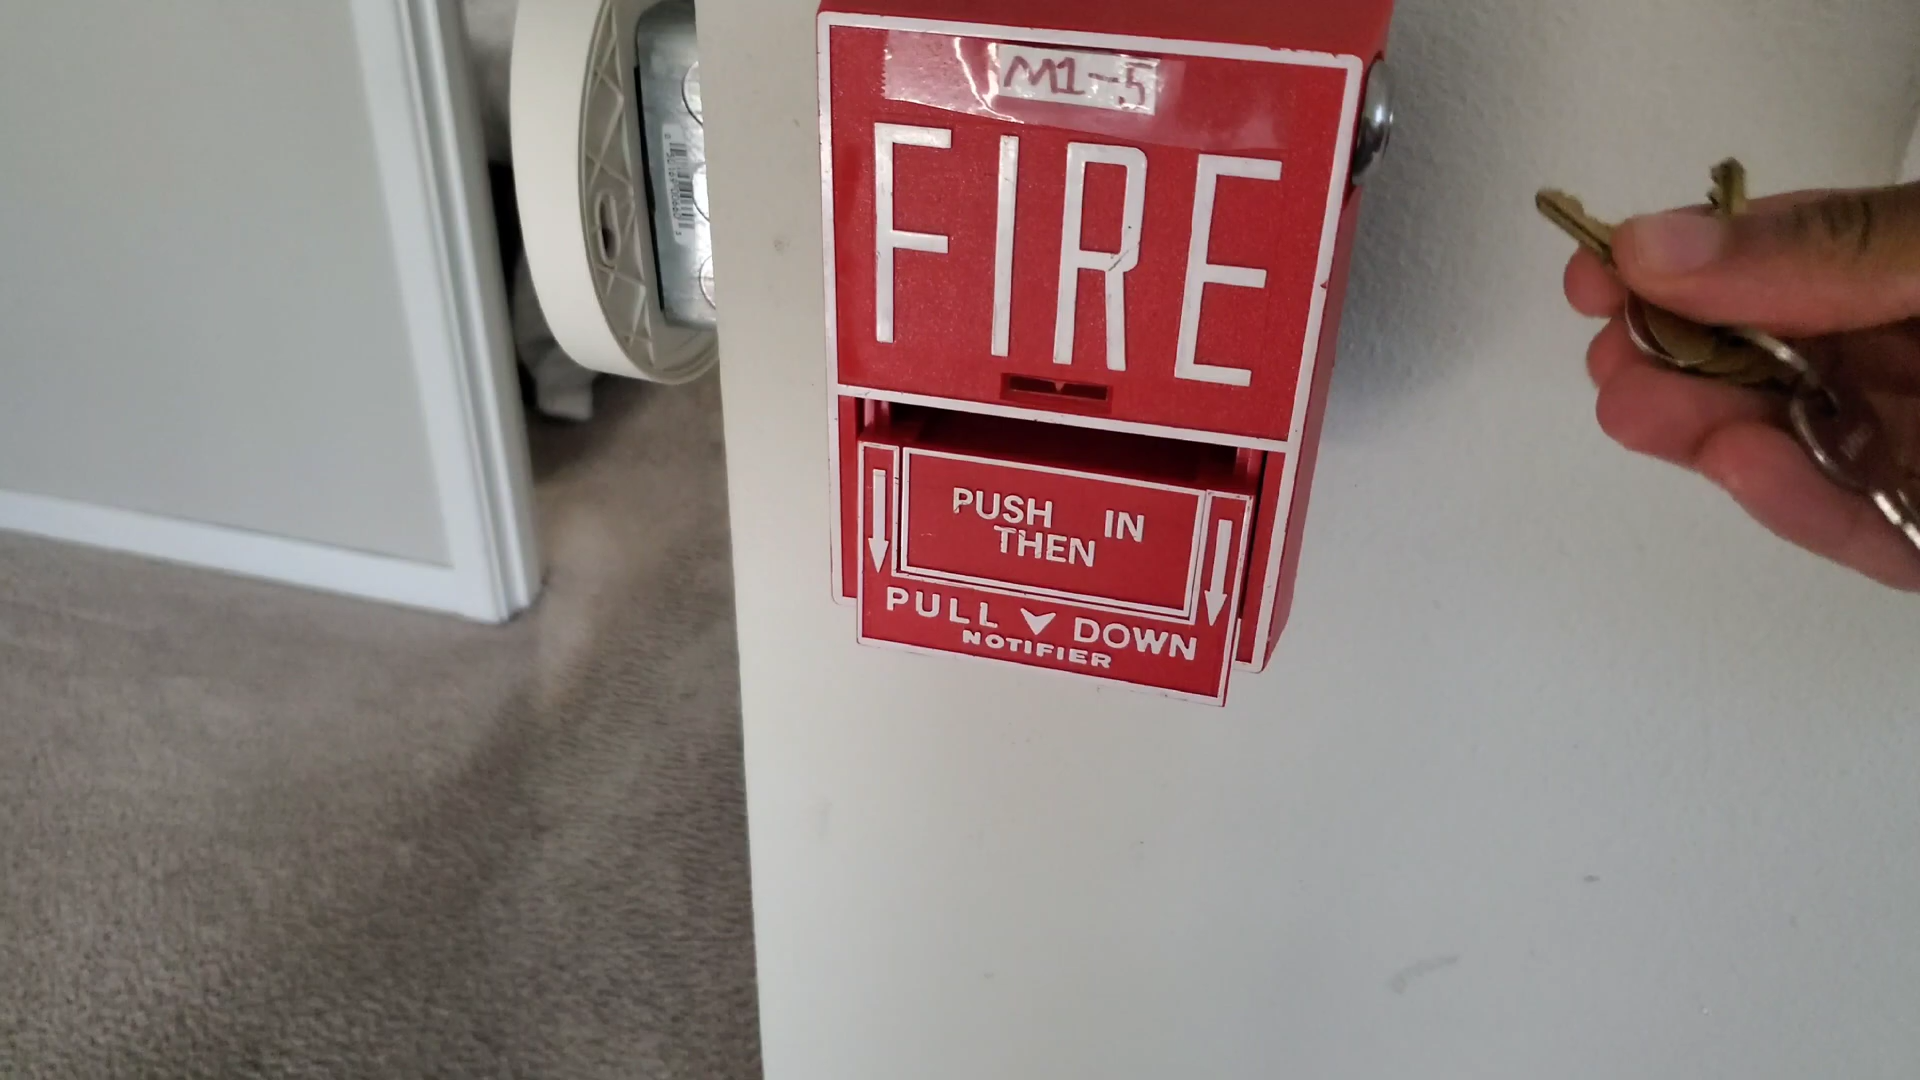 M1-5
FIRE
PUSH IN
THEN
PULL DOWN
NOTIFIER